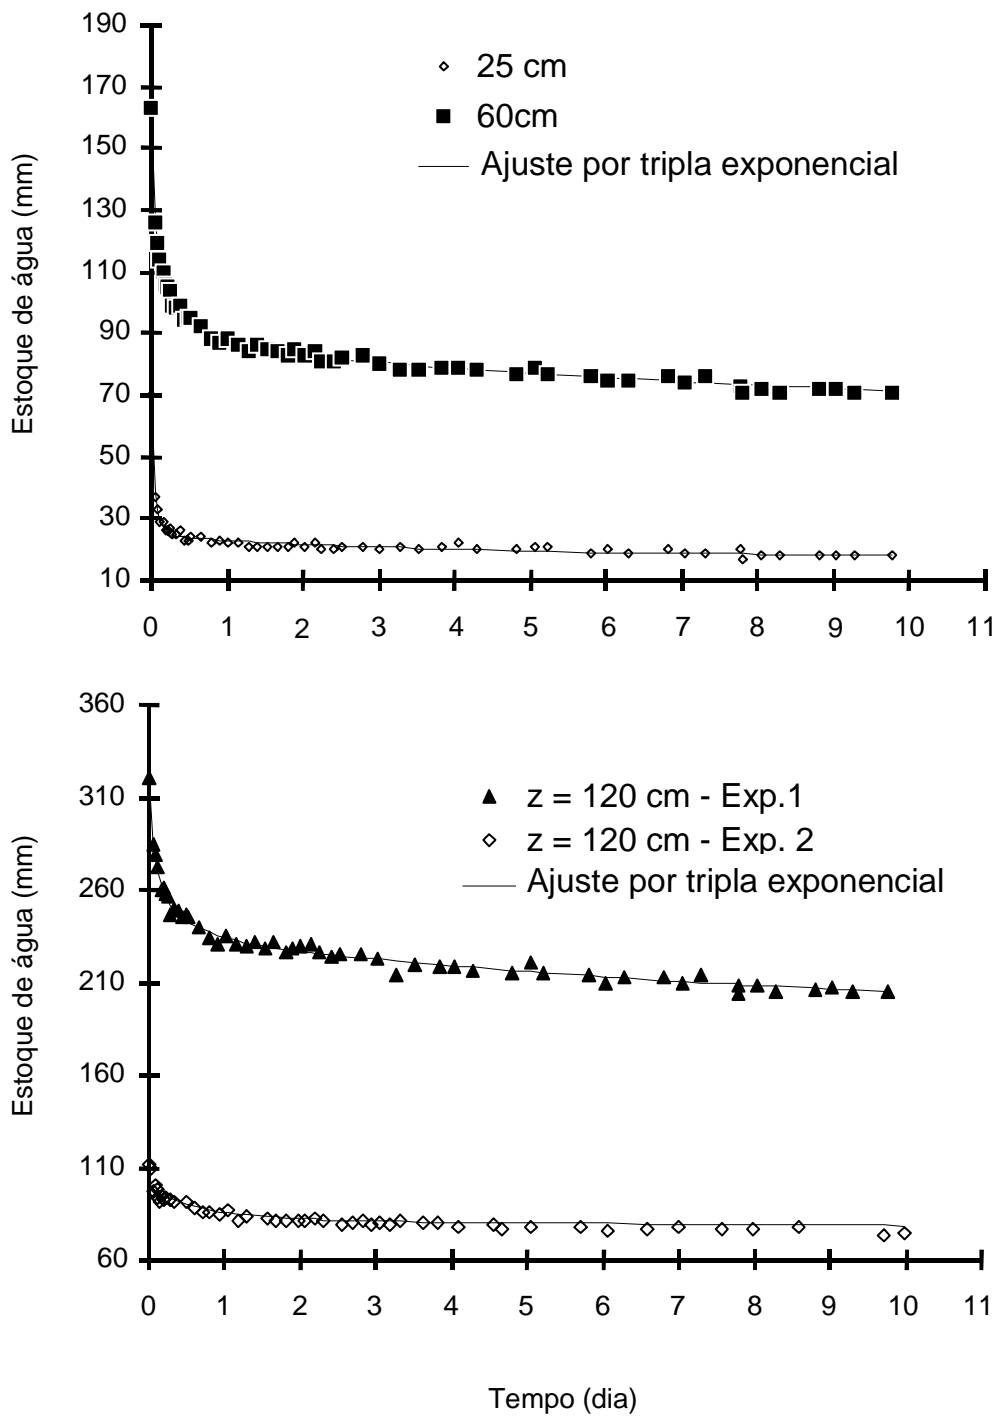 190
170
150
130
110
90
70
50
30
10
Estoque de água (mm)
25 cm
60cm
Ajuste por tripla exponencial
0 1 2 3 4 5 6 7 8 9 10 11
360
310
260
210
160
110
60
Estoque de água (mm)
z = 120 cm - Exp.1
z = 120 cm - Exp. 2
Ajuste por tripla exponencial
0 1 2 3 4 5 6 7 8 9 10 11
Tempo (dia)